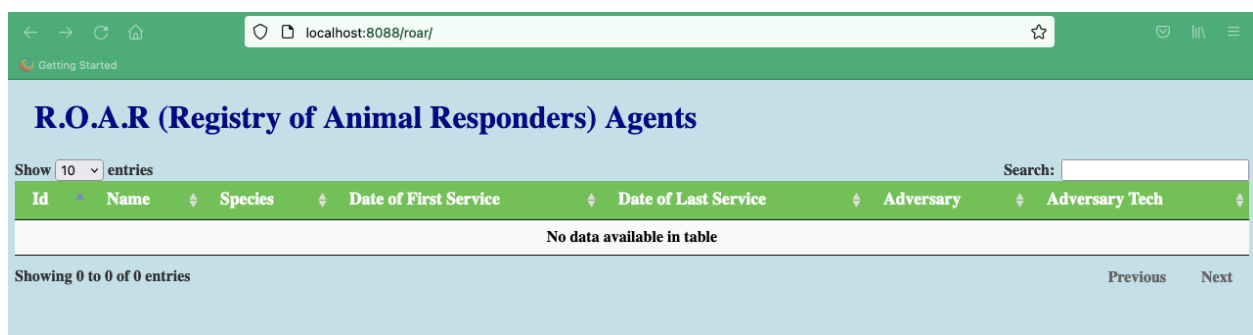 localhost:8088/roar/
Getting Started
R.O.A.R (Registry of Animal Responders) Agents
Show 10 entries Search:
Id Name Species Date of First Service Date of Last Service Adversary Adversary Tech
No data available in table
Showing 0 to 0 of 0 entries Previous Next